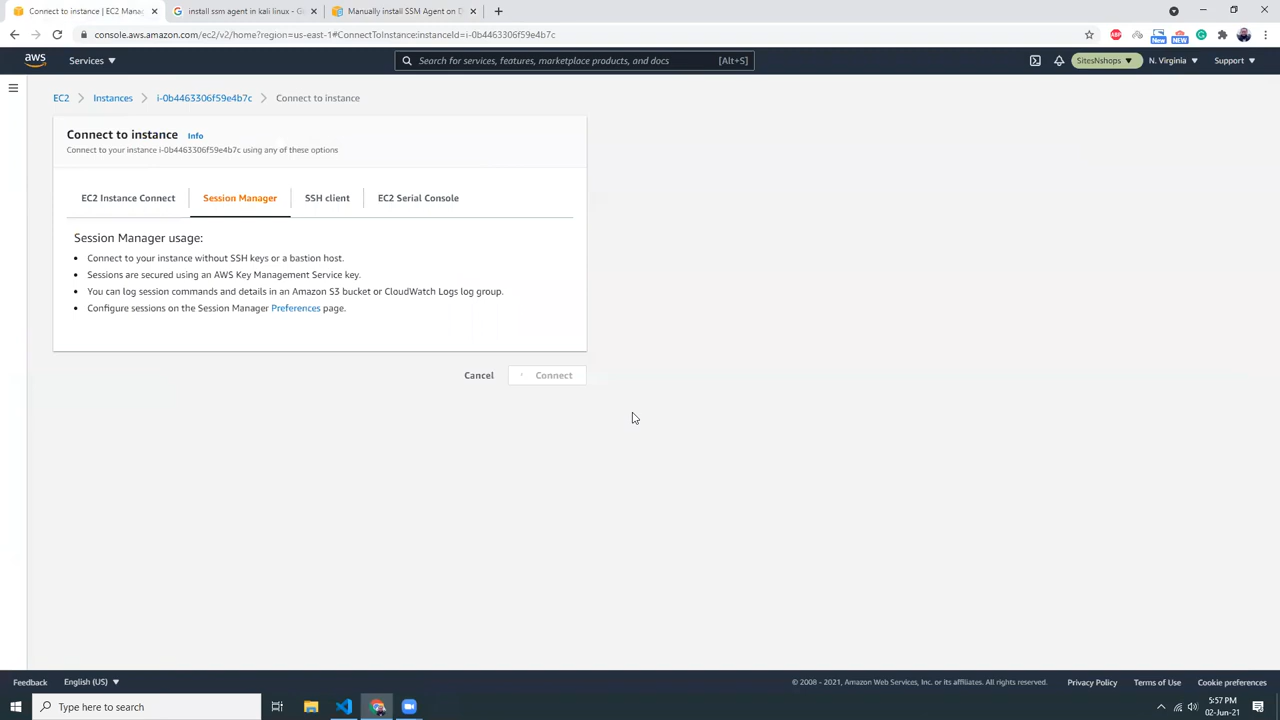 Connect to instance | EC2 Manag
install ssm agent in kali linux - G
Manually install SSM Agent on D
console.aws.amazon.com/ec2/v2/home?region=us-east-1#ConnectToInstance:instanceId=i-0b4463306f59e4b7c
ABP
New
NEW
aws
Services
Search for services, features, marketplace products, and docs
[Alt+S]
SitesNshops
N. Virginia
Support
EC2
Instances
i-0b4463306f59e4b7c
Connect to instance
Connect to instance
Info
Connect to your instance i-0b4463306f59e4b7c using any of these options
EC2 Instance Connect
Session Manager
SSH client
EC2 Serial Console
Session Manager usage:
Connect to your instance without SSH keys or a bastion host.
Sessions are secured using an AWS Key Management Service key.
You can log session commands and details in an Amazon S3 bucket or CloudWatch Logs log group.
Configure sessions on the Session Manager Preferences page.
Cancel
Connect
Feedback
English (US)
© 2008 - 2021, Amazon Web Services, Inc. or its affiliates. All rights reserved.
Privacy Policy
Terms of Use
Cookie preferences
Type here to search
5:57 PM
02-Jun-21